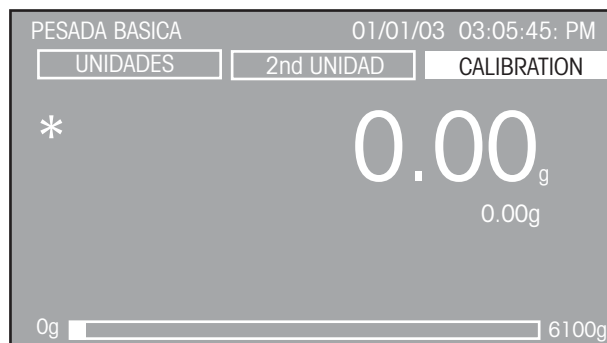 PESADA BASICA 01/01/03 03:05:45: PM
UNIDADES 2nd UNIDAD CALIBRATION
* 0.00g
0.00g
0g 6100g